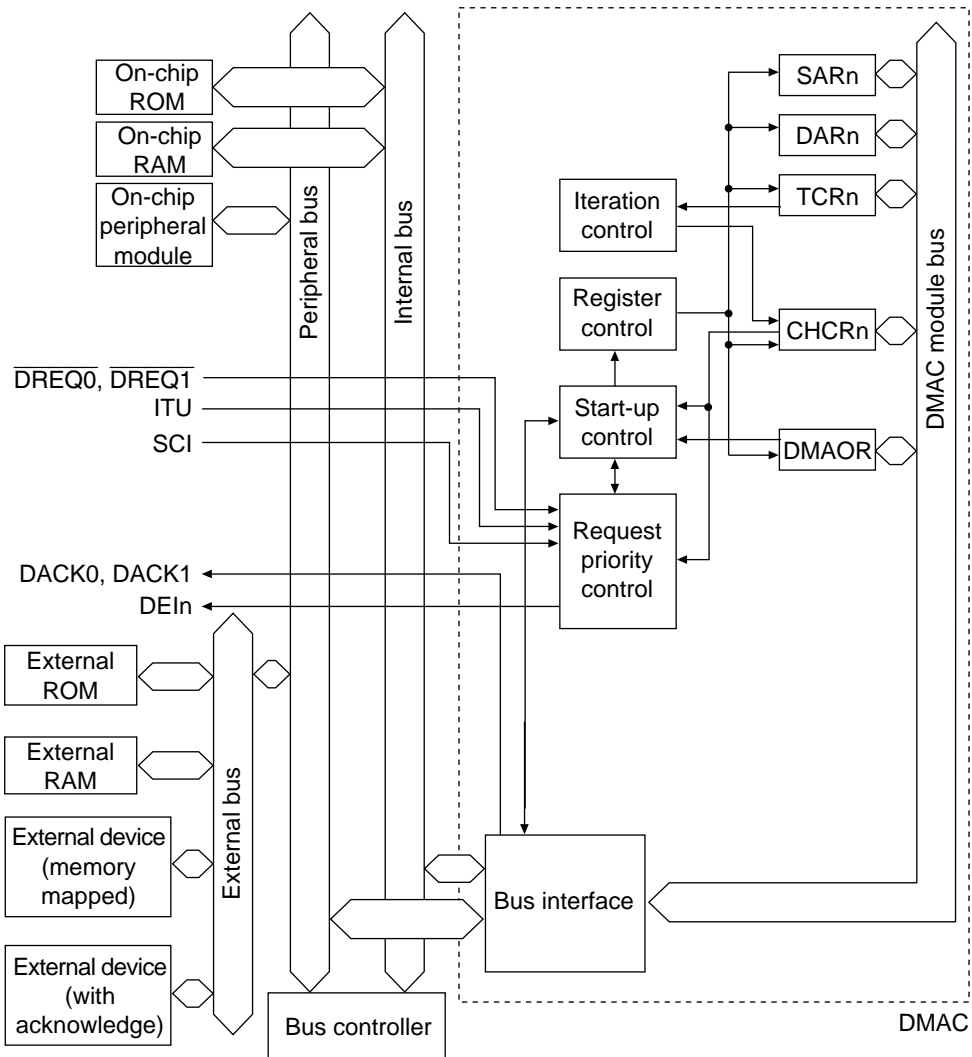 On-chip
ROM
On-chip
RAM
On-chip
peripheral
module
Peripheral bus
Internal bus
DREQ0, DREQ1
ITU
SCI
DACK0, DACK1
DEIn
External
ROM
External
RAM
External device
(memory
mapped)
External device
(with
acknowledge)
External bus
Bus controller
Iteration
control
Register
control
Start-up
control
Request
priority
control
Bus interface
SARn
DARn
TCRn
CHCRn
DMAOR
DMAC module bus
DMAC